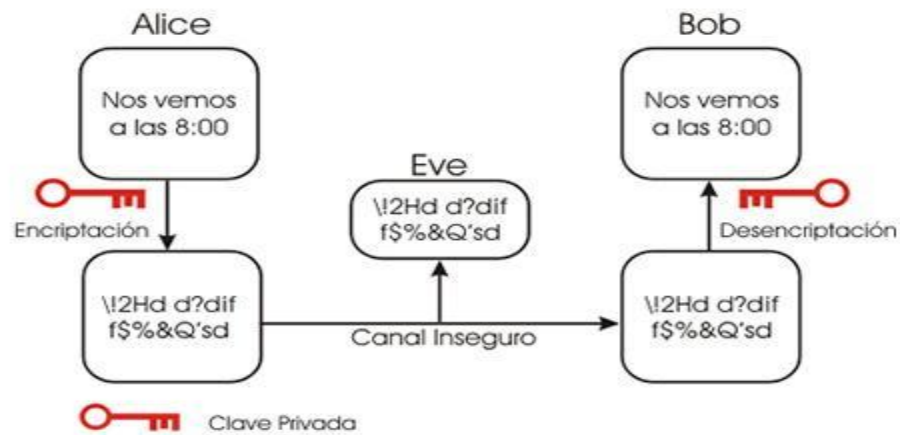 Alice
Nos vemos
a las 8:00
Encriptación
\!2Hd d?dif
f$%&Q'sd
Eve
\!2Hd d?dif
f$%&Q'sd
Canal Inseguro
Bob
Nos vemos
a las 8:00
Desencriptación
\!2Hd d?dif
f$%&Q'sd
Clave Privada